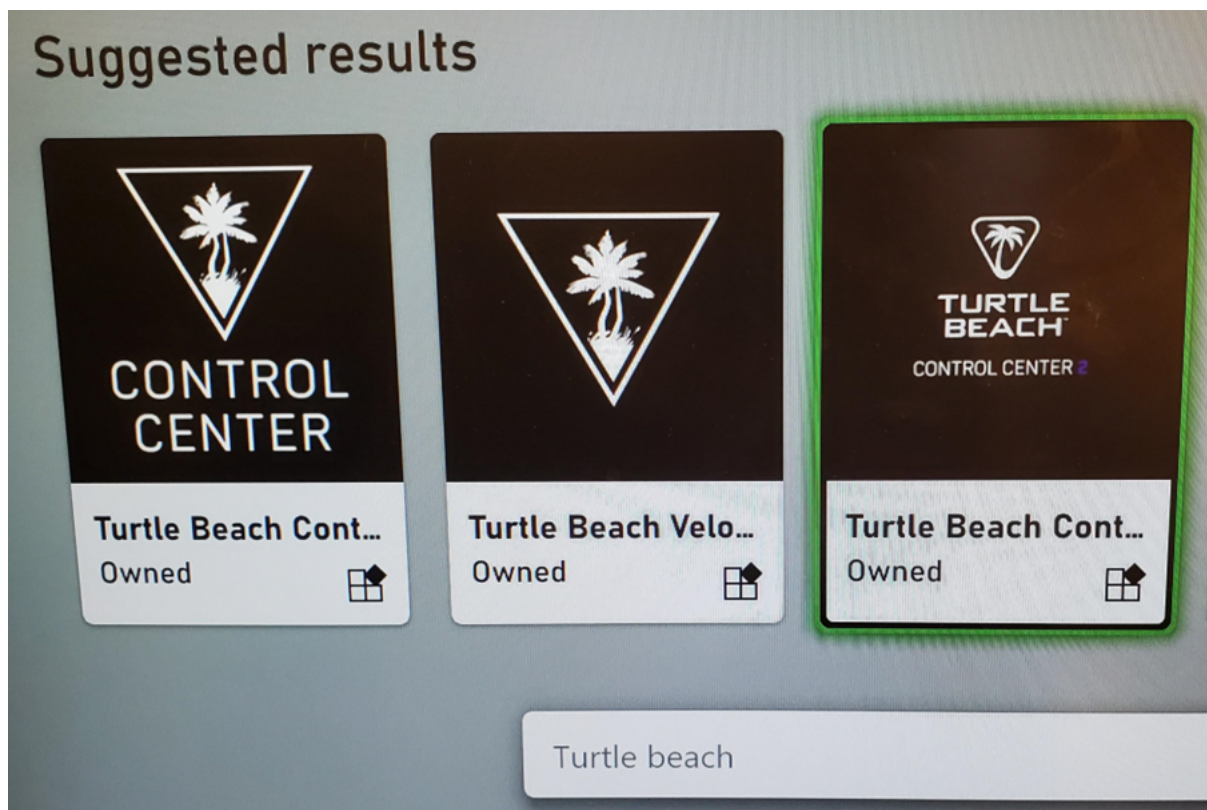 Suggested results
CONTROL
CENTER
Turtle Beach Cont...
Owned
Turtle Beach Velo...
Owned
TURTLE
BEACH™
CONTROL CENTER 2
Turtle Beach Cont...
Owned
Turtle beach